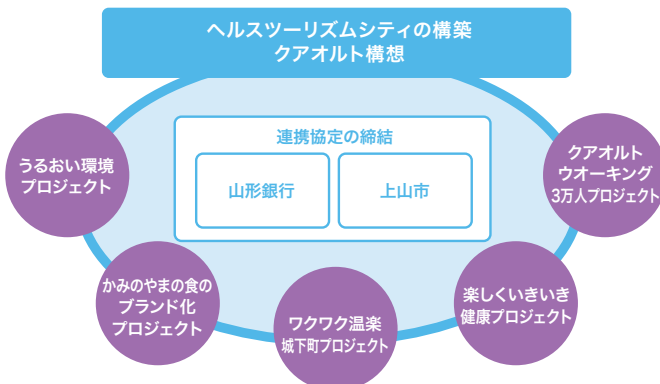 ヘルスツーリズムシティの構築
クアオルト構想
連携協定の締結
山形銀行
上山市
うるおい環境
プロジェクト
かみのやまの食の
ブランド化
プロジェクト
ワクワク温楽
城下町プロジェクト
楽しくいきいき
健康プロジェクト
クアオルト
ウオーキング
3万人プロジェクト